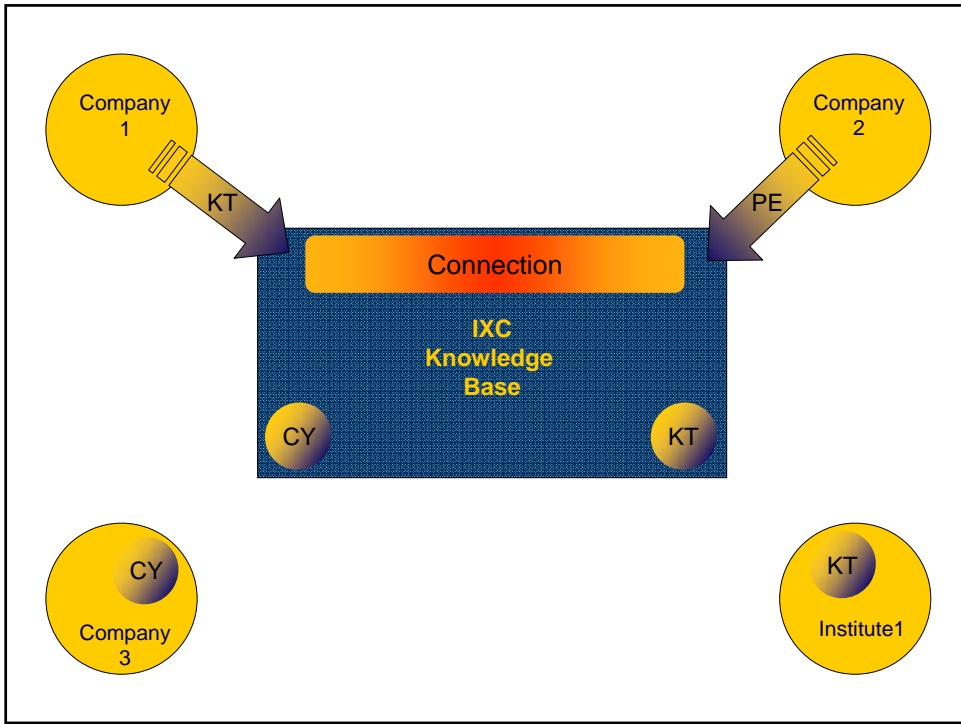 Company
1
Company
2
KT
PE
Connection
IXC
Knowledge
Base
CY
KT
CY
Company
3
KT
Institute1